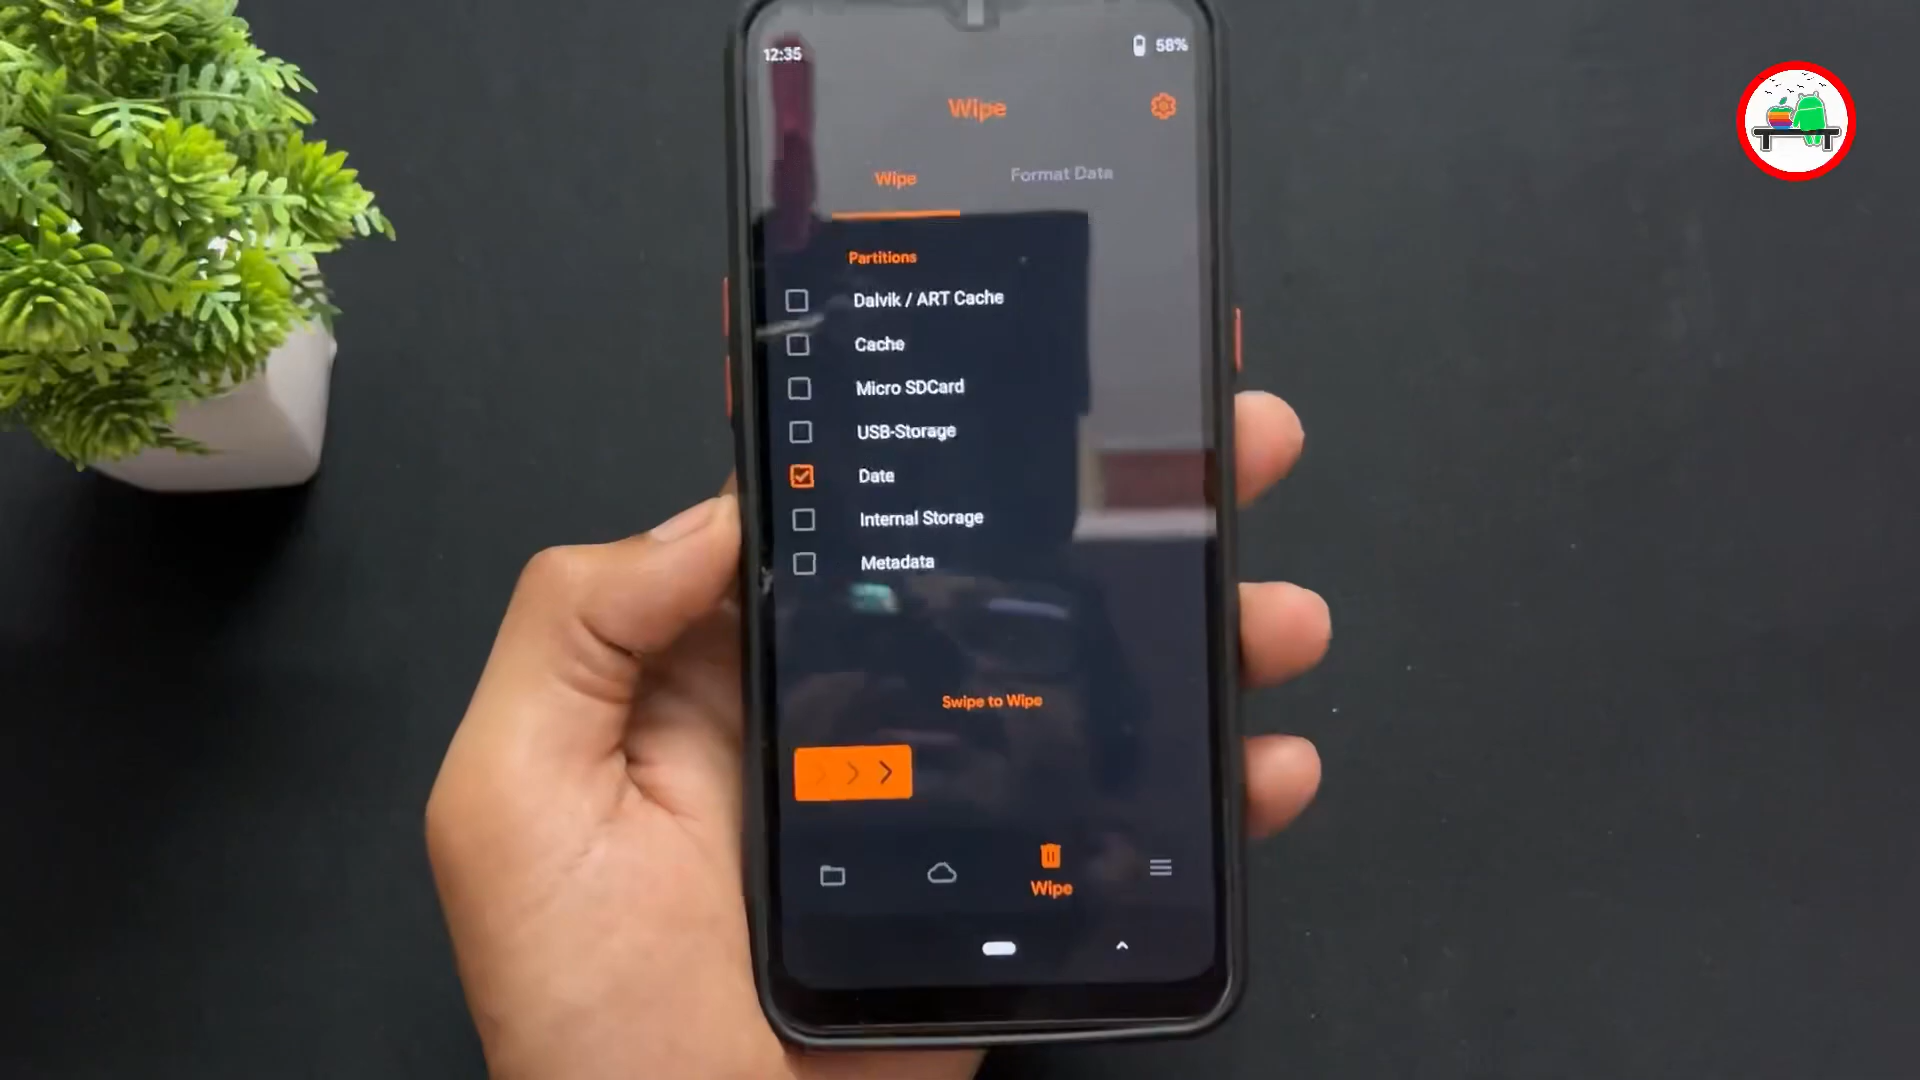 12:35
58%
Wipe
Wipe
Format Data
Partitions
Dalvik / ART Cache
Cache
Micro SDCard
USB-Storage
Date
Internal Storage
Metadata
Swipe to Wipe
Wipe